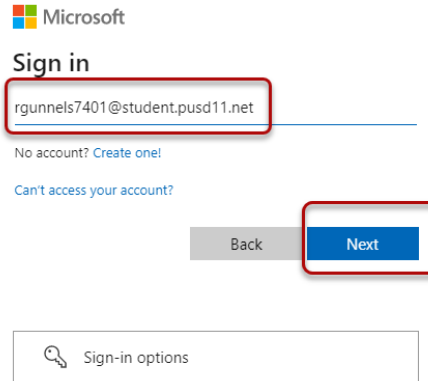 Microsoft
Sign in
rgunnels7401@student.pusd11.net
No account? Create one!
Can't access your account?
Back Next
Sign-in options